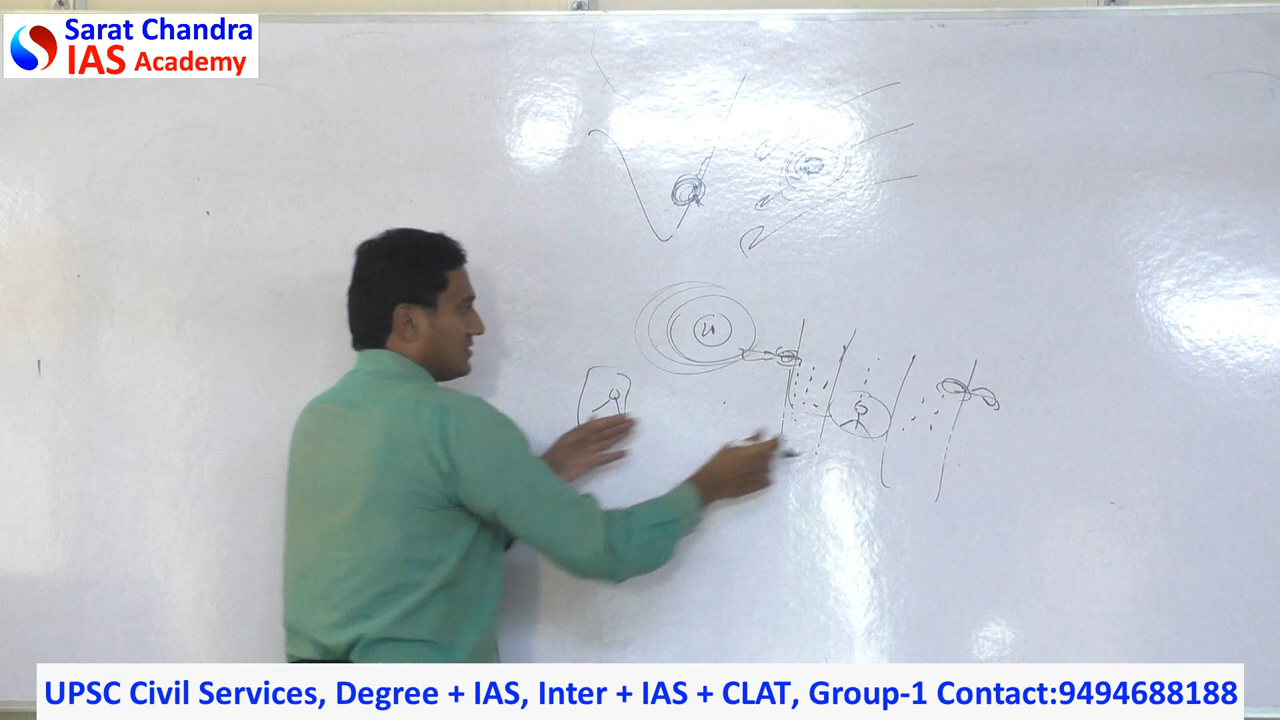 Sarat Chandra
IAS Academy
UPSC Civil Services, Degree + IAS, Inter + IAS + CLAT, Group-1 Contact:9494688188